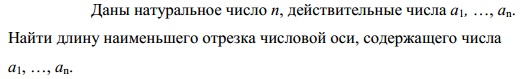 Даны натуральное число n, действительные числа a₁, …, aₙ.
Найти длину наименьшего отрезка числовой оси, содержащего числа
a₁, …, aₙ.